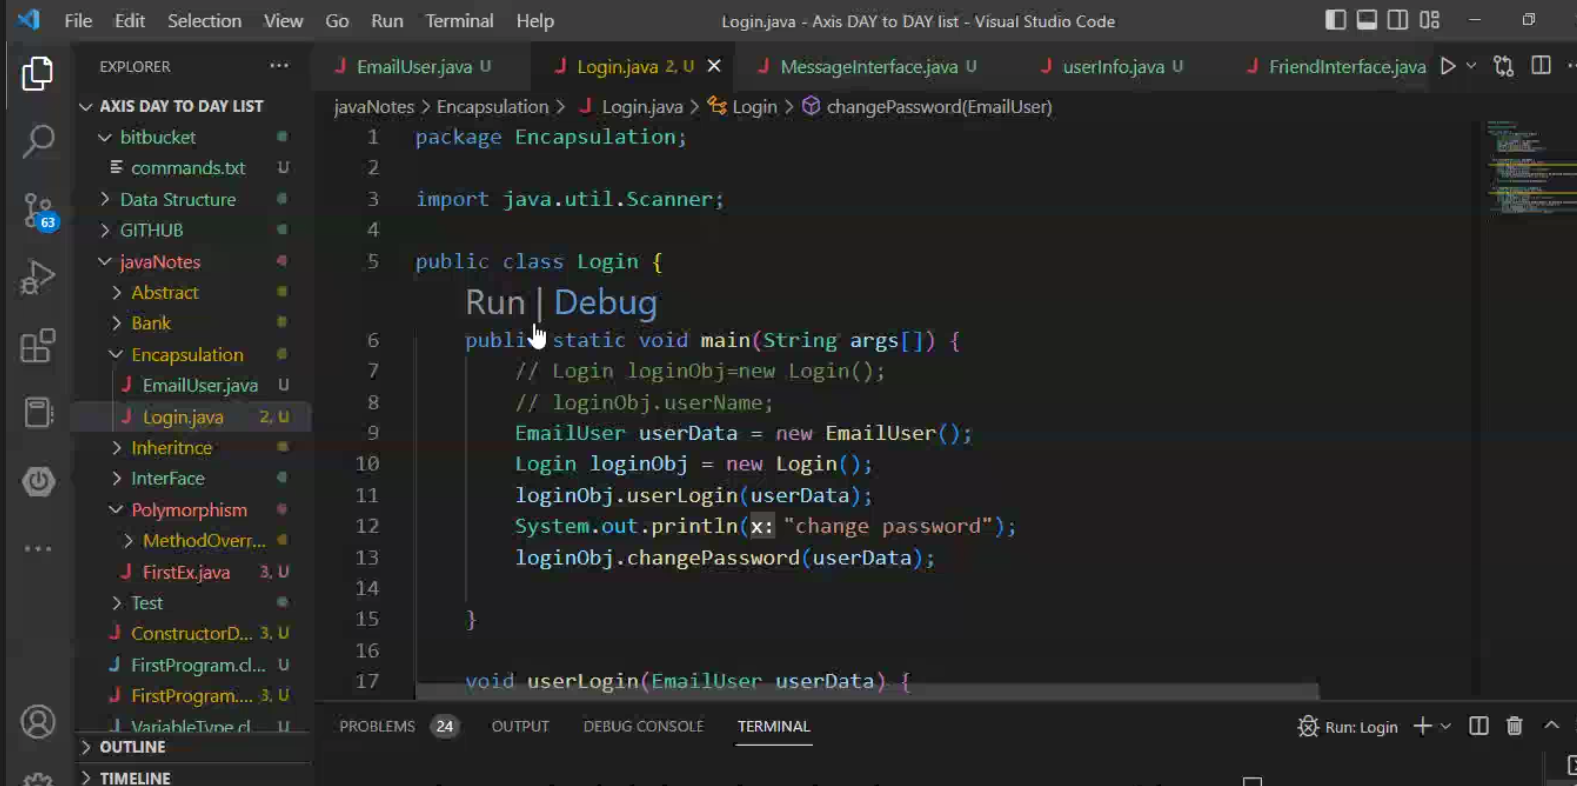 File Edit Selection View Go Run Terminal Help
Login.java - Axis DAY to DAY list - Visual Studio Code
EXPLORER
AXIS DAY TO DAY LIST
bitbucket
commands.txt U
Data Structure
GITHUB
javaNotes
Abstract
Bank
Encapsulation
EmailUser.java U
Login.java 2, U
Inheritnce
InterFace
Polymorphism
MethodOverr...
FirstEx.java 3, U
Test
ConstructorD... 3, U
FirstProgram.cl... U
FirstProgram.... 3, U
VariableType.cl U
OUTLINE
TIMELINE
63
EmailUser.java U
Login.java 2, U
MessageInterface.java U
userInfo.java U
FriendInterface.java
javaNotes > Encapsulation > Login.java > Login > changePassword(EmailUser)
1 package Encapsulation;
2
3 import java.util.Scanner;
4
5 public class Login {
Run | Debug
6 publi static void main(String args[]) {
7 // Login loginObj=new Login();
8 // loginObj.userName;
9 EmailUser userData = new EmailUser();
10 Login loginObj = new Login();
11 loginObj.userLogin(userData);
12 System.out.println(x: "change password");
13 loginObj.changePassword(userData);
14
15 }
16
17 void userLogin(EmailUser userData) {
PROBLEMS 24 OUTPUT DEBUG CONSOLE TERMINAL
Run: Login